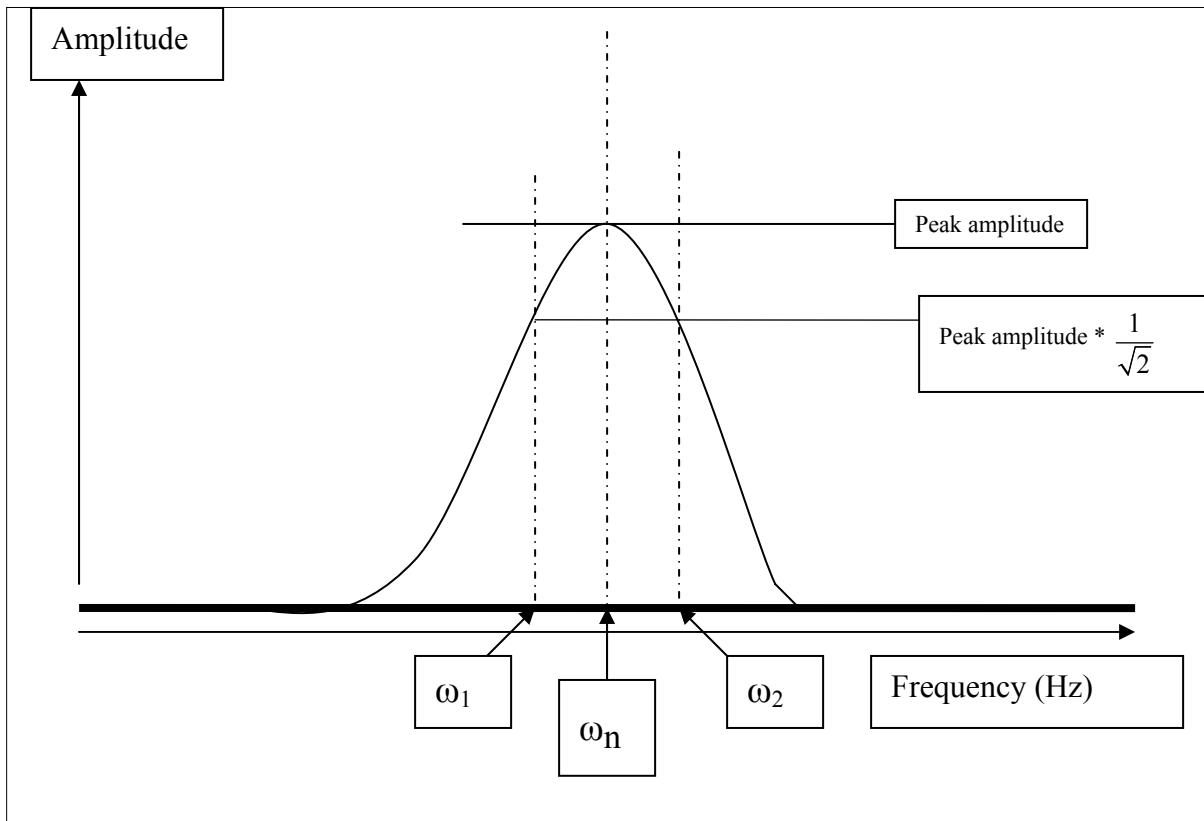 Amplitude
Peak amplitude
Peak amplitude * 1/√2
ω1
ωn
ω2
Frequency (Hz)